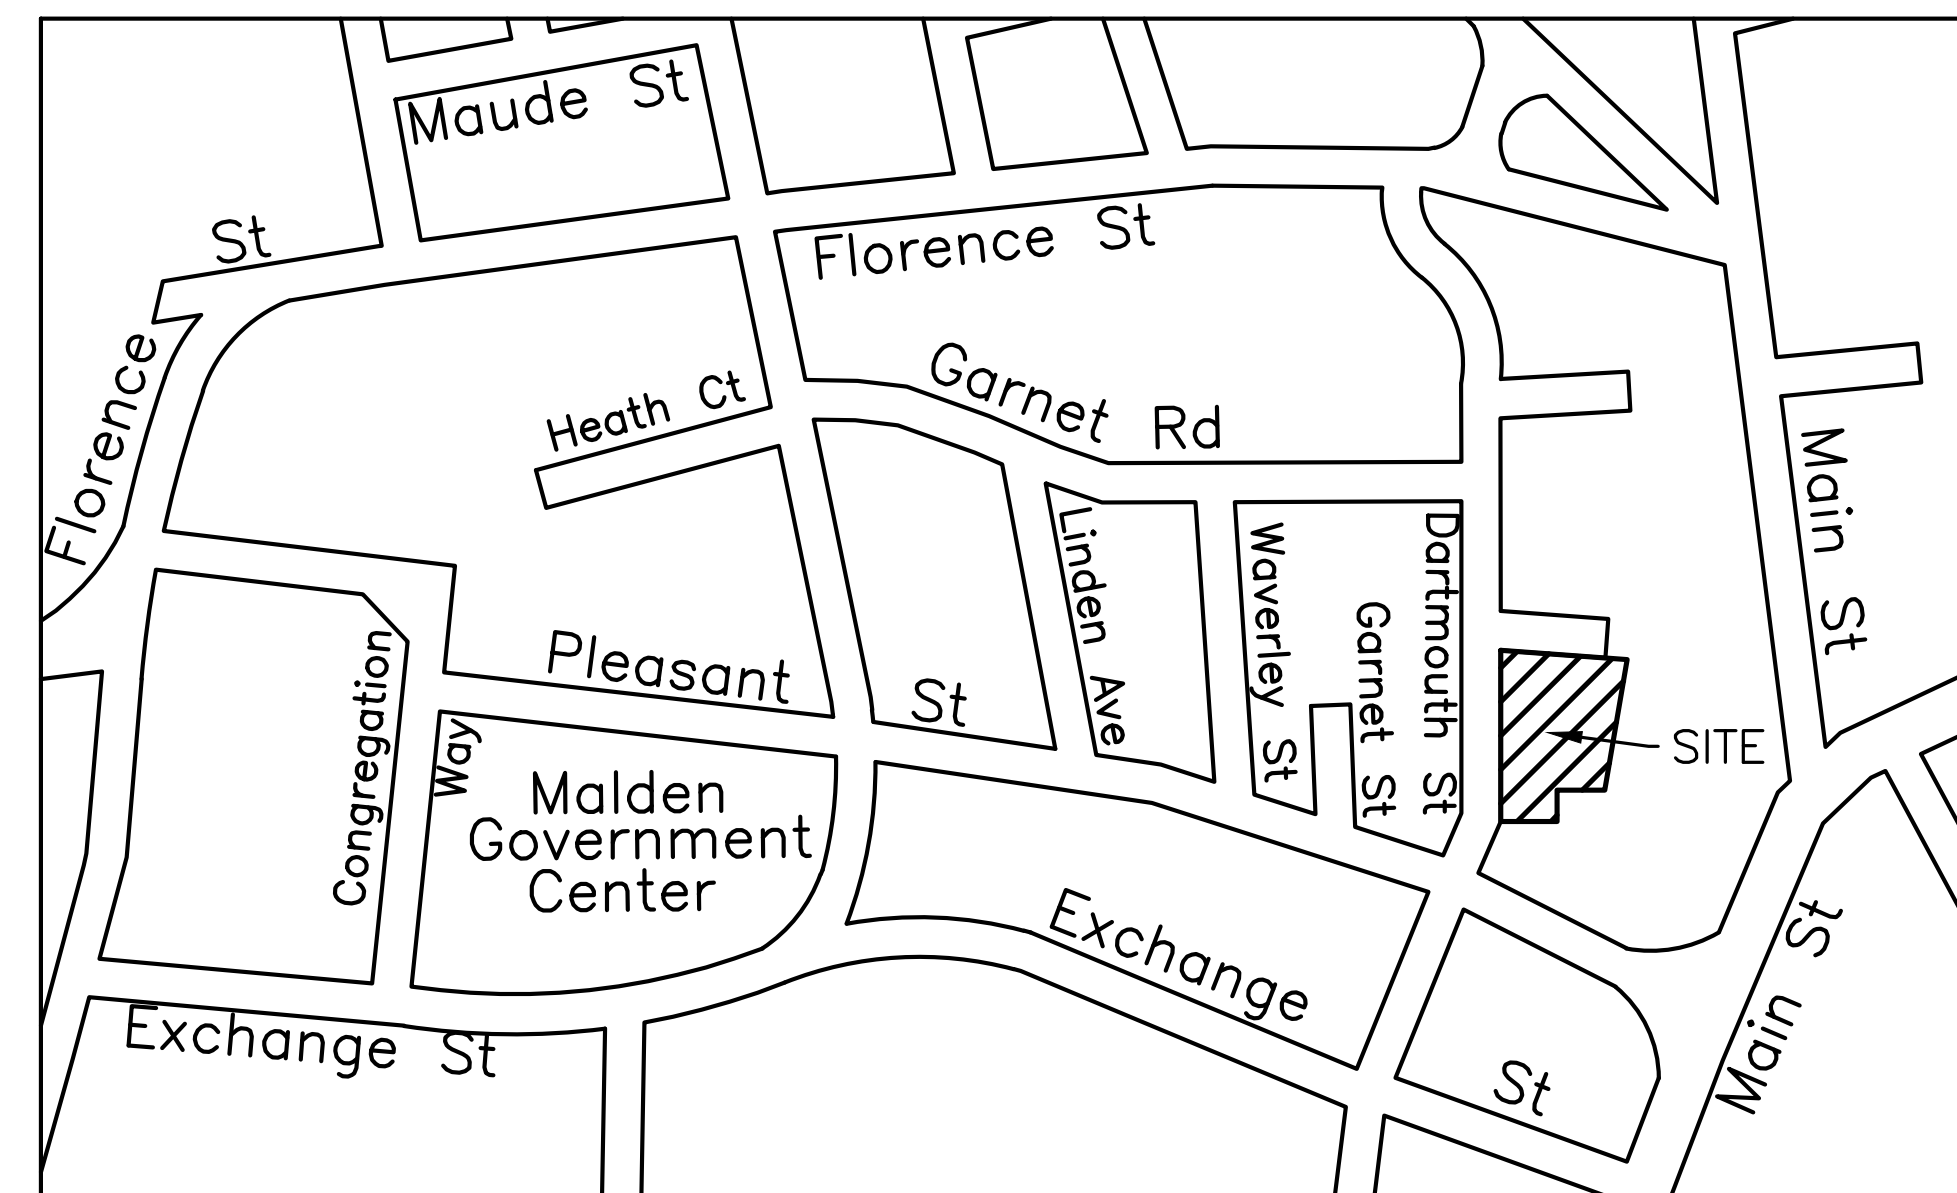 Maude St
St
Florence St
Florence
Garnet Rd
Heath Ct
Main St
Linden Ave
Waverley St
Garnet St
Dartmouth St
Pleasant
St
Congregation
Way
SITE
Malden
Government
Center
Exchange
St
Main St
Exchange St